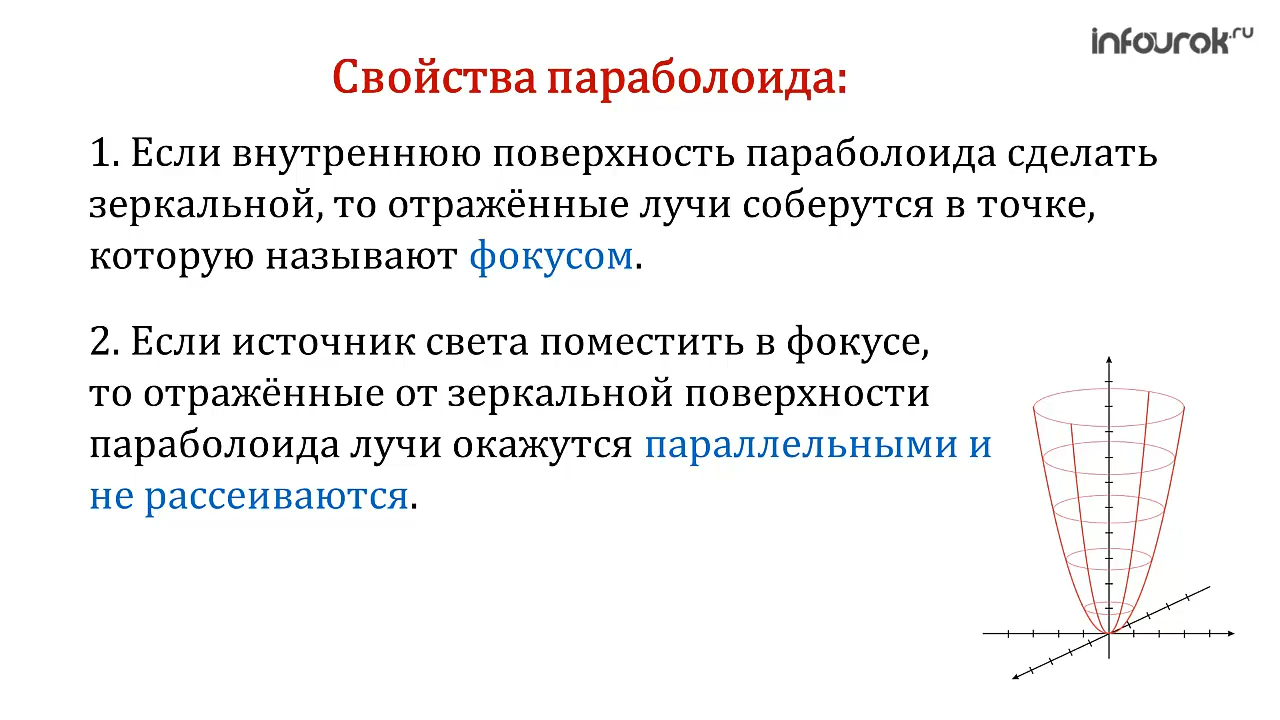 infourok.ru
Свойства параболоида:
1. Если внутреннюю поверхность параболоида сделать
зеркальной, то отражённые лучи соберутся в точке,
которую называют фокусом.
2. Если источник света поместить в фокусе,
то отражённые от зеркальной поверхности
параболоида лучи окажутся параллельными и
не рассеиваются.